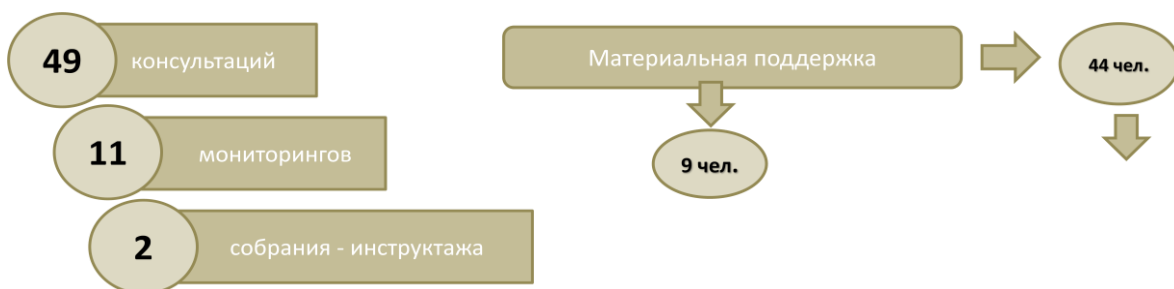 49 консультаций
11 мониторингов
2 собрания - инструктажа
Материальная поддержка
44 чел.
9 чел.